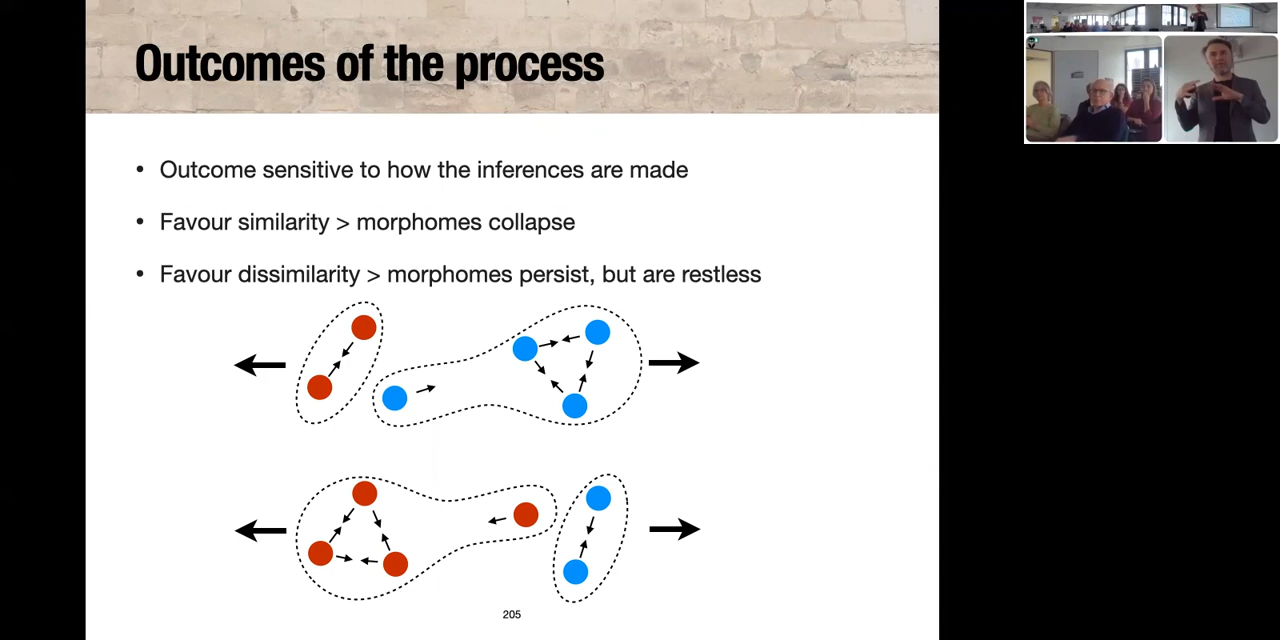 Outcomes of the process
• Outcome sensitive to how the inferences are made
• Favour similarity > morphomes collapse
• Favour dissimilarity > morphomes persist, but are restless
205